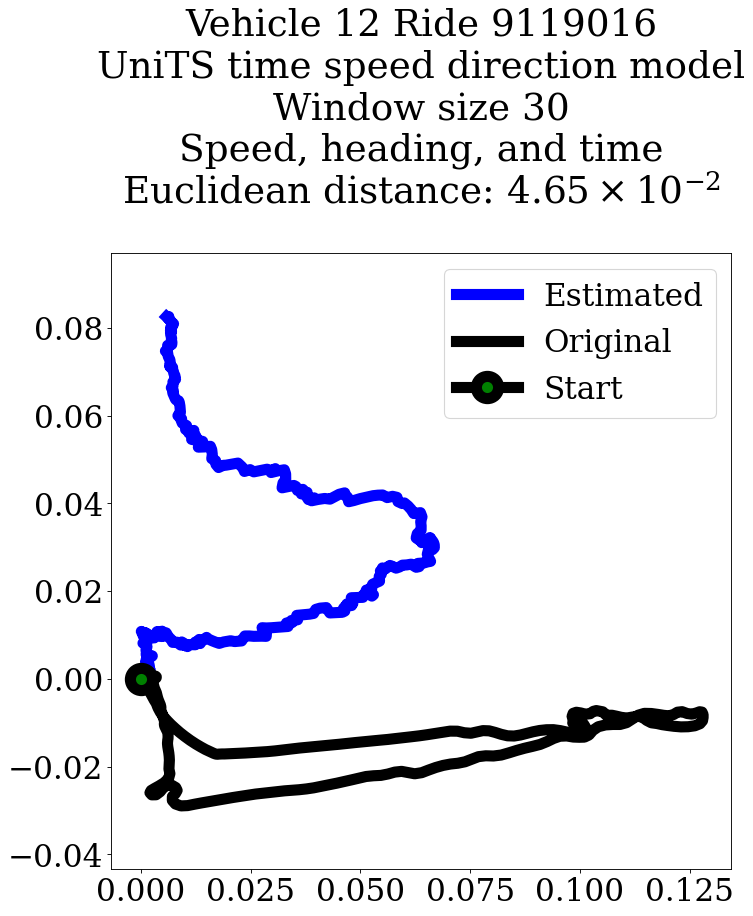 Vehicle 12 Ride 9119016
UniTS time speed direction model
Window size 30
Speed, heading, and time
Euclidean distance: 4.65 × 10⁻²
Estimated
Original
Start
0.08
0.06
0.04
0.02
0.00
−0.02
−0.04
0.000 0.025 0.050 0.075 0.100 0.125